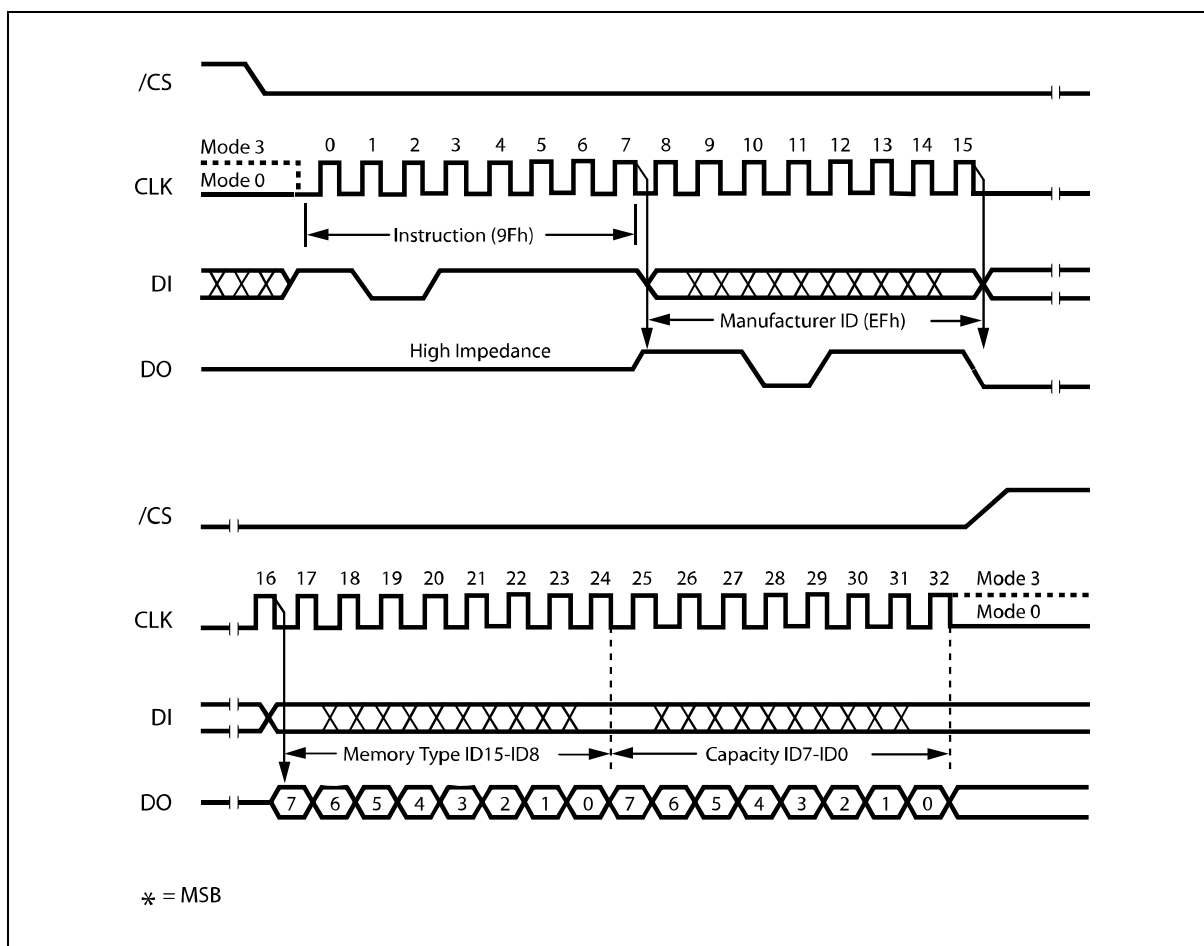 /CS
Mode 3
Mode 0
CLK
0 1 2 3 4 5 6 7 8 9 10 11 12 13 14 15
Instruction (9Fh)
DI
Manufacturer ID (EFh)
High Impedance
DO
/CS
16 17 18 19 20 21 22 23 24 25 26 27 28 29 30 31 32
Mode 3
Mode 0
CLK
DI
Memory Type ID15-ID8
Capacity ID7-ID0
DO
7 6 5 4 3 2 1 0 7 6 5 4 3 2 1 0
* = MSB